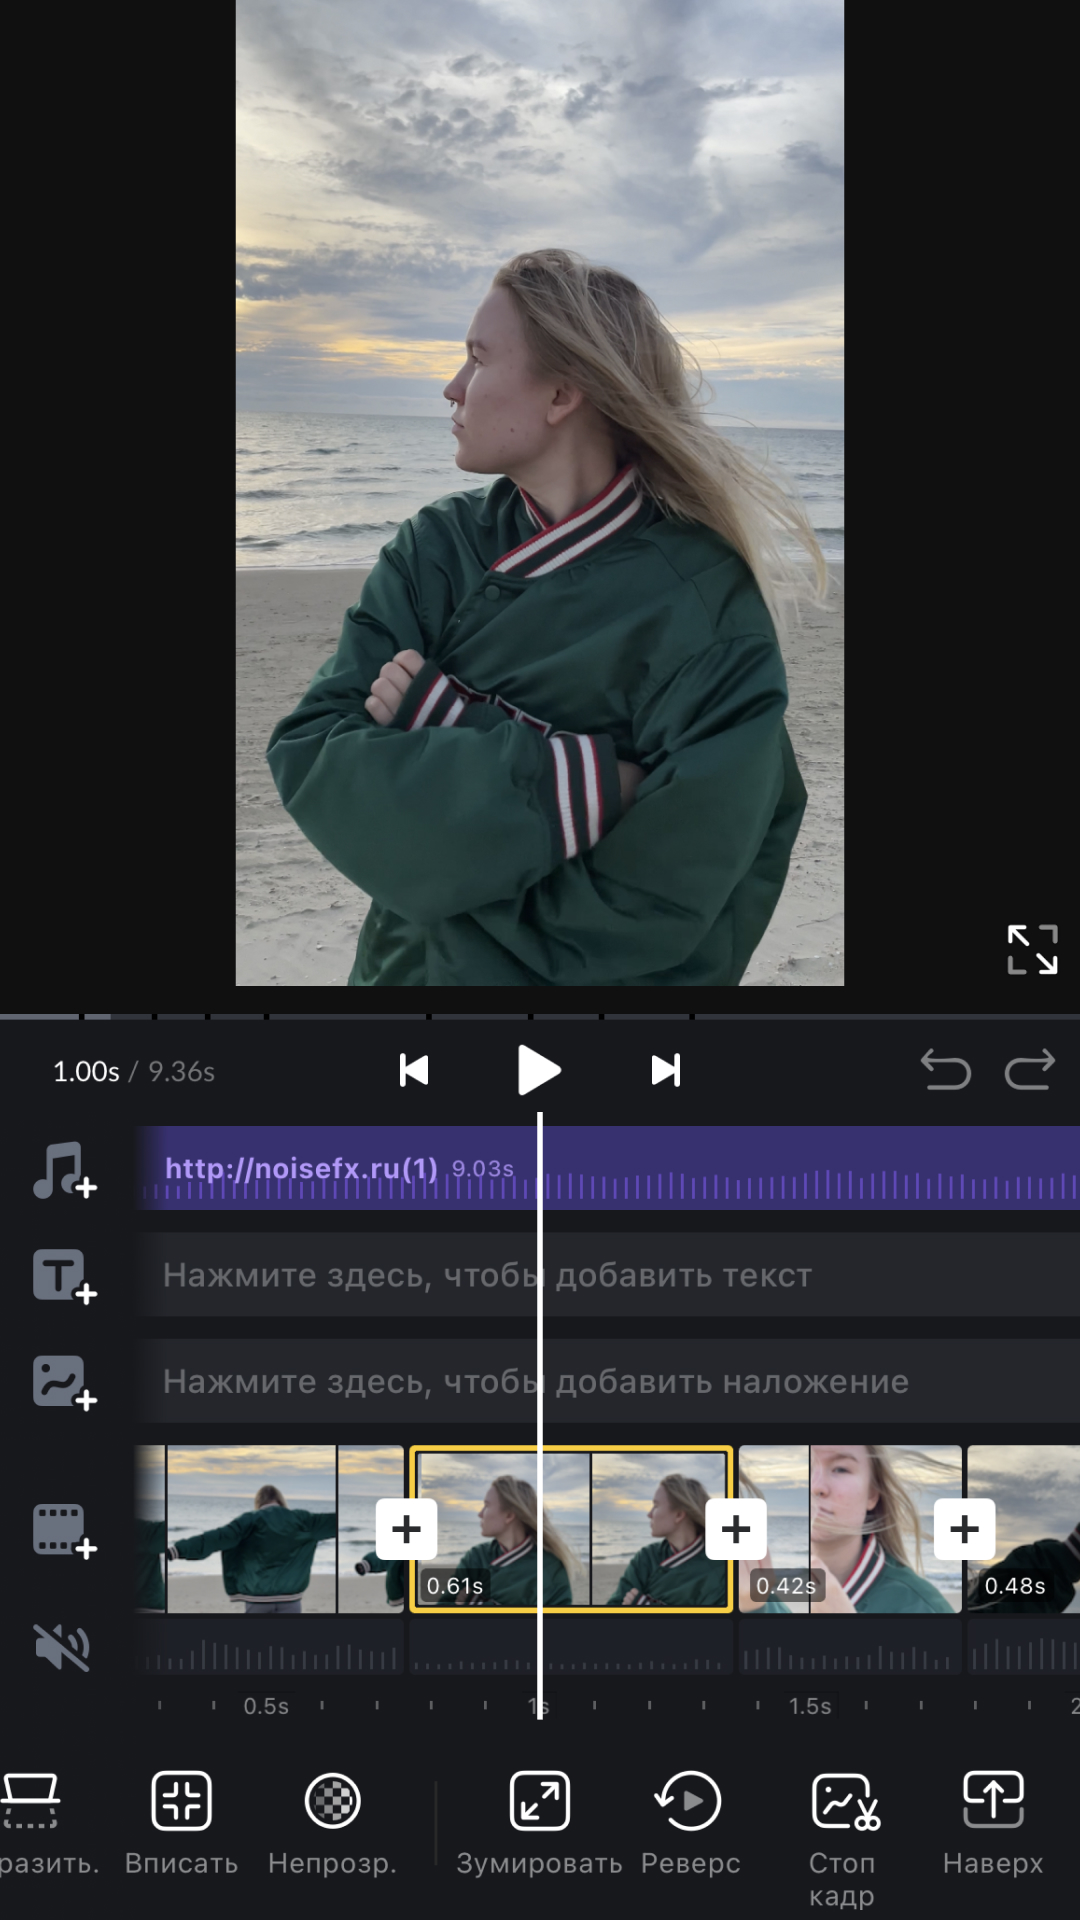 1.00s / 9.36s
http://noisefx.ru(1) 9.03s
Нажмите здесь, чтобы добавить текст
Нажмите здесь, чтобы добавить наложение
0.61s
0.42s
0.48s
0.5s
1s
1.5s
2
разить.
Вписать
Непрозр.
Зумировать
Реверс
Стоп
кадр
Наверх